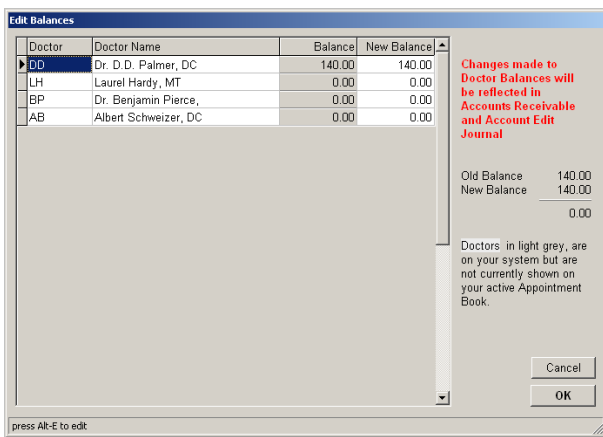 Edit Balances
Doctor Doctor Name Balance New Balance
DD Dr. D.D. Palmer, DC 140.00 140.00
LH Laurel Hardy, MT 0.00 0.00
BP Dr. Benjamin Pierce, 0.00 0.00
AB Albert Schweizer, DC 0.00 0.00
Changes made to
Doctor Balances will
be reflected in
Accounts Receivable
and Account Edit
Journal
Old Balance 140.00
New Balance 140.00
0.00
Doctors in light grey, are
on your system but are
not currently shown on
your active Appointment
Book.
Cancel
OK
press Alt-E to edit